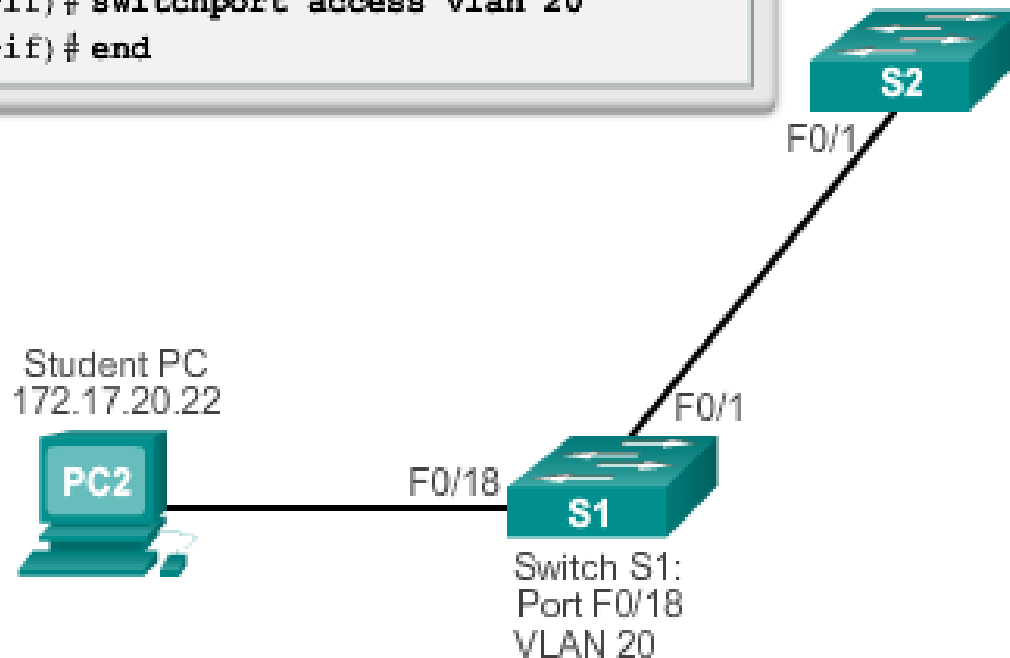 switchport access vlan 20
if)# end
S2
F0/1
Student PC
172.17.20.22
F0/1
PC2
F0/18
S1
Switch S1:
Port F0/18
VLAN 20